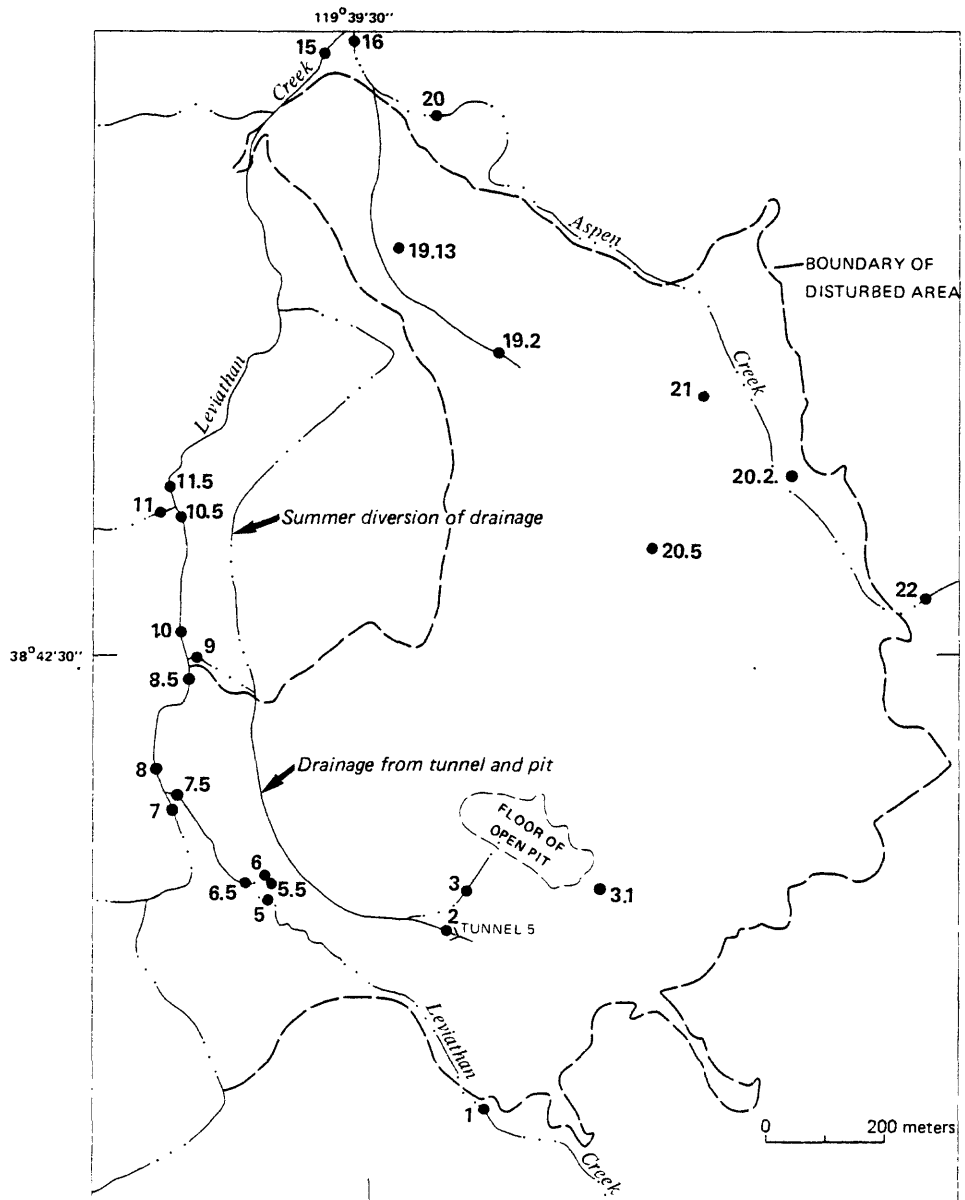 119°39'30''
15
16
Creek
20
Aspen
19.13
BOUNDARY OF
DISTURBED AREA
19.2
Creek
21
Leviathan
20.2
11.5
11
10.5
Summer diversion of drainage
20.5
22
10
9
38°42'30''
8.5
Drainage from tunnel and pit
8
7.5
7
FLOOR OF
OPEN PIT
6
6.5
5.5
5
3
3.1
2
TUNNEL 5
Leviathan
1
0
200 meters
Creek